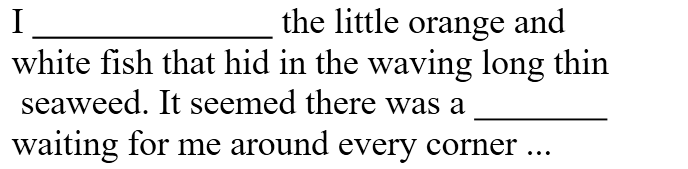 I _______________ the little orange and
white fish that hid in the waving long thin
seaweed. It seemed there was a ________
waiting for me around every corner ...